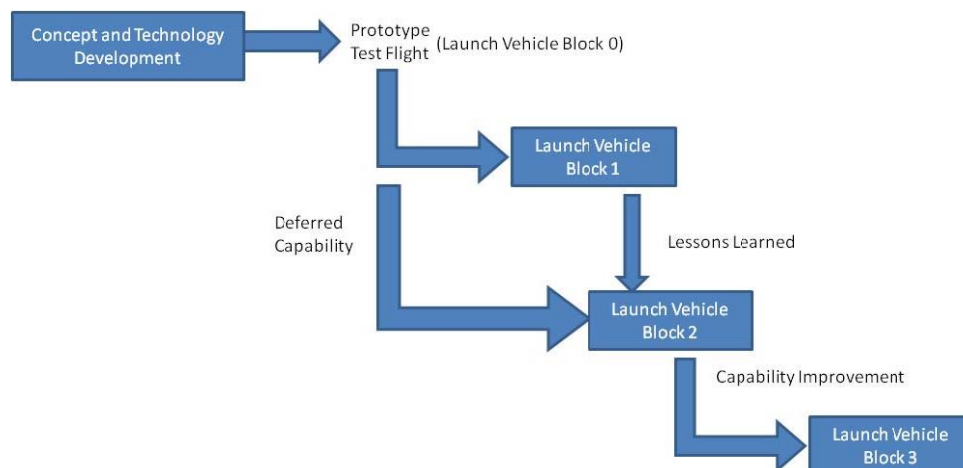 Concept and Technology
Development
Prototype
Test Flight
(Launch Vehicle Block 0)
Launch Vehicle
Block 1
Deferred
Capability
Lessons Learned
Launch Vehicle
Block 2
Capability Improvement
Launch Vehicle
Block 3